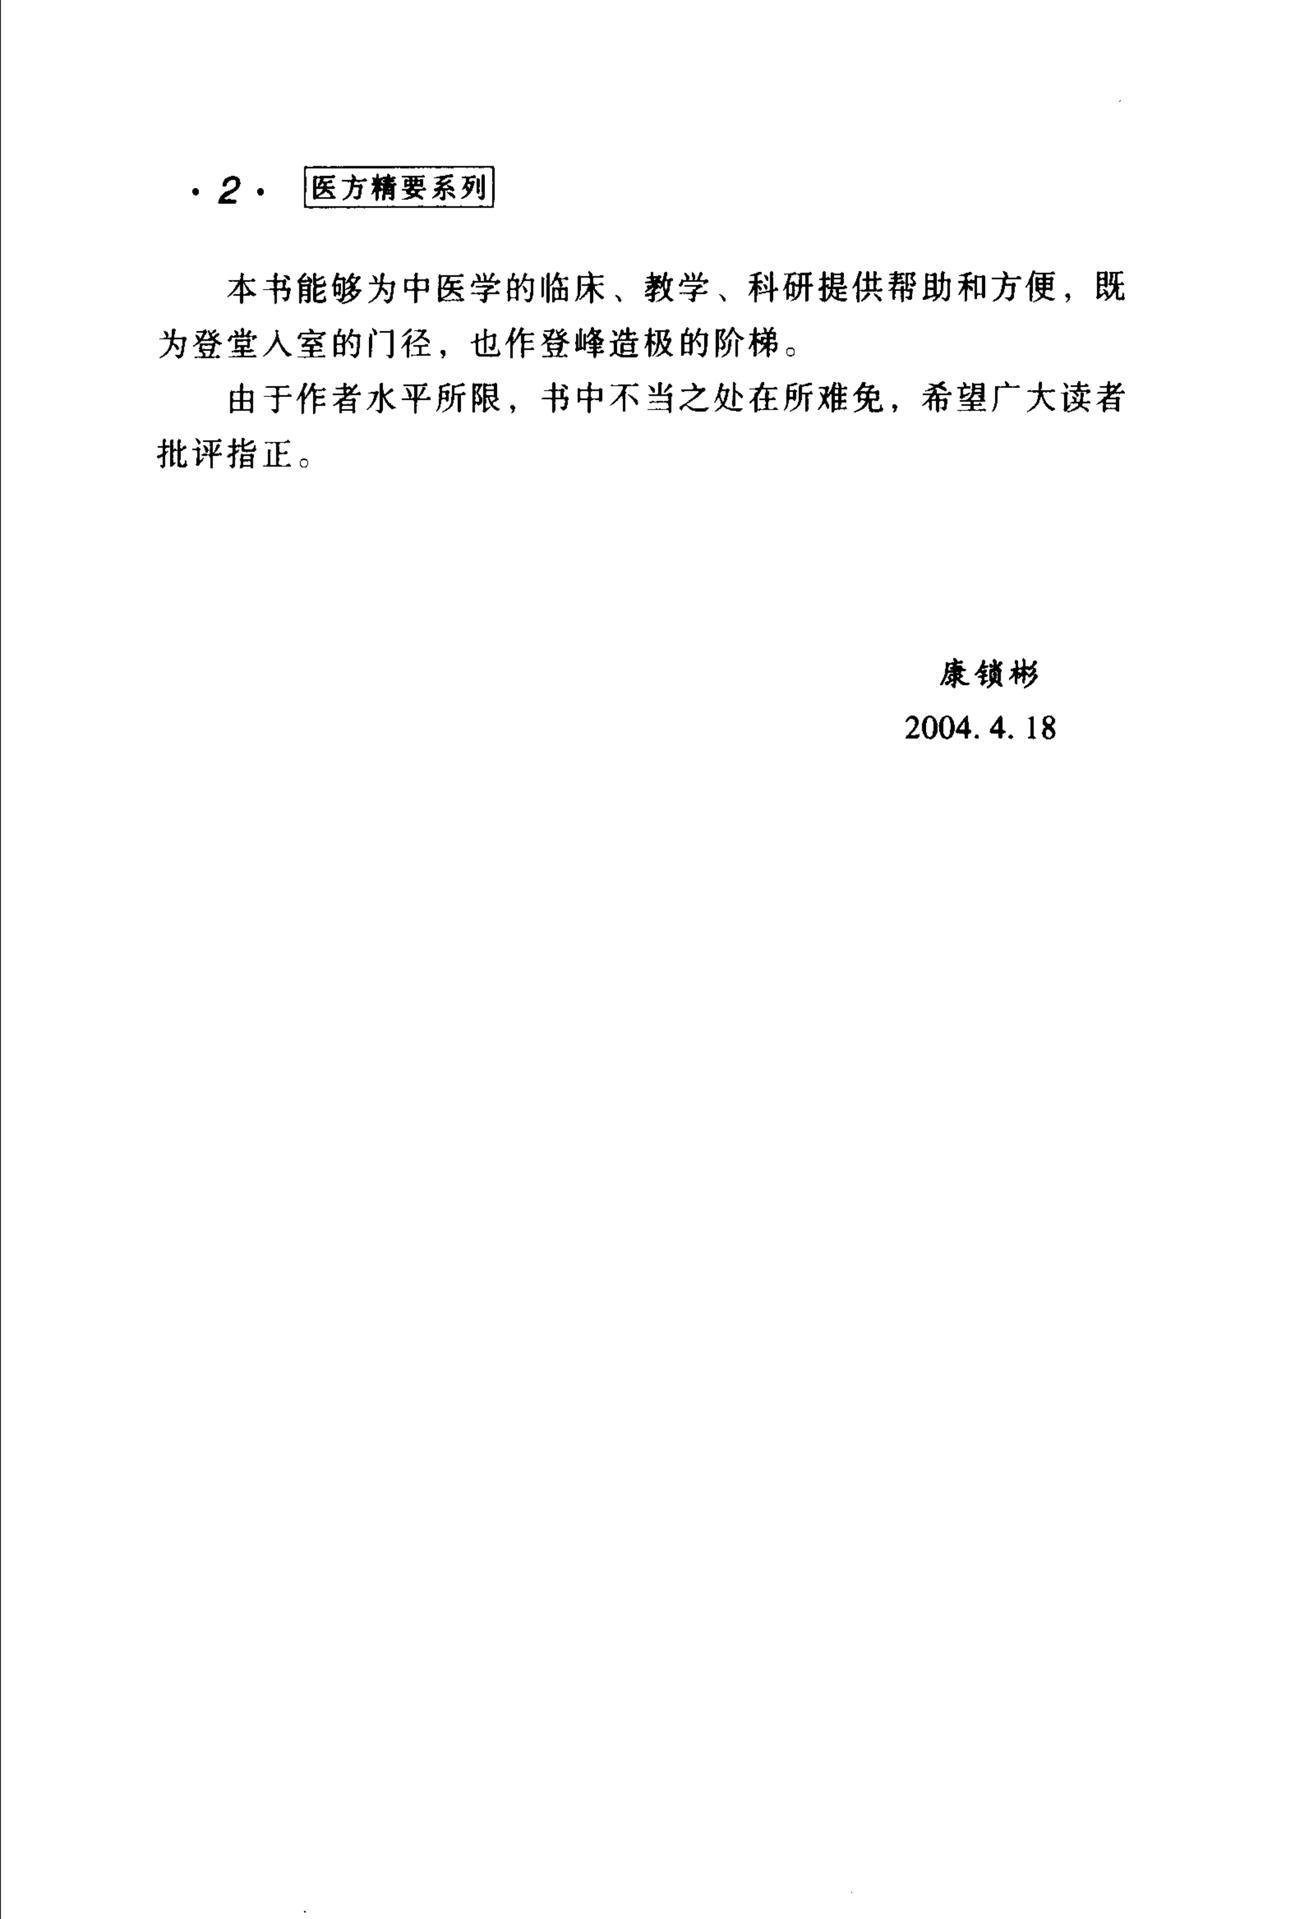 ·2· 医方精要系列
本书能够为中医学的临床、教学、科研提供帮助和方便，既
为登堂入室的门径，也作登峰造极的阶梯。
由于作者水平所限，书中不当之处在所难免，希望广大读者
批评指正。
康锁彬
2004.4.18